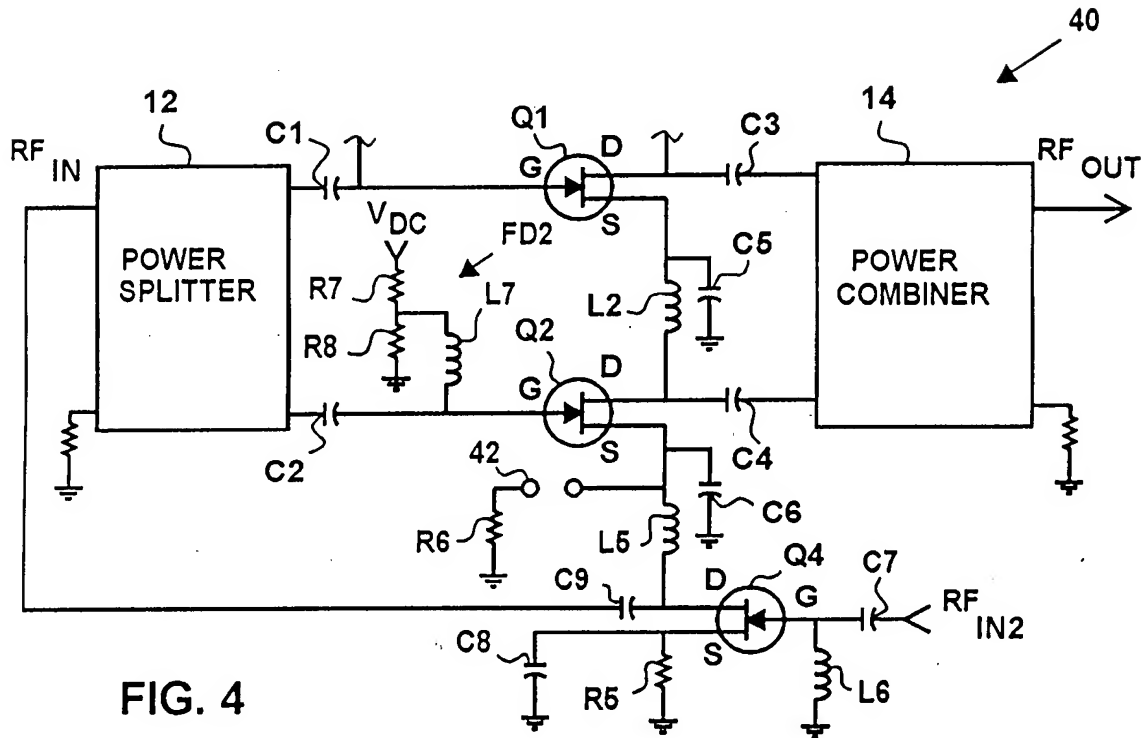 40
12
C1
Q1
D
C3
14
RF IN
G
RF OUT
VDC
FD2
S
C5
POWER SPLITTER
R7
L7
L2
POWER COMBINER
R8
Q2
D
G
C2
S
C4
42
C6
R6
L5
C9
D
Q4
G
C7
RF IN2
C8
S
R5
L6
FIG. 4